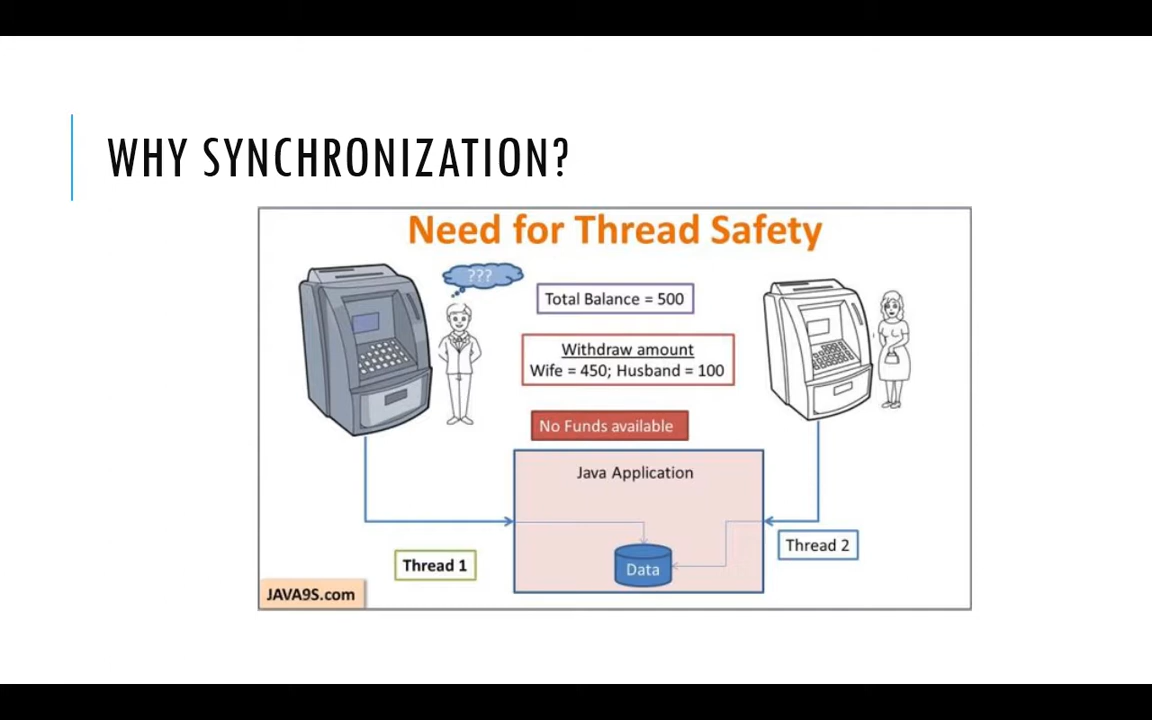 WHY SYNCHRONIZATION?
Need for Thread Safety
???
Total Balance = 500
Withdraw amount
Wife = 450; Husband = 100
No Funds available
Java Application
Thread 2
Thread 1
Data
JAVA9S.com